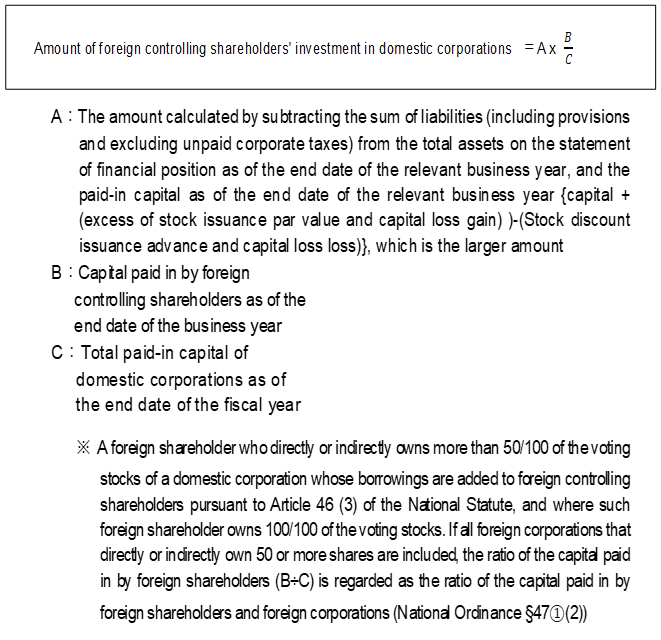 Amount of foreign controlling shareholders' investment in domestic corporations = A x B/C
A : The amount calculated by subtracting the sum of liabilities (including provisions
and excluding unpaid corporate taxes) from the total assets on the statement
of financial position as of the end date of the relevant business year, and the
paid-in capital as of the end date of the relevant business year {capital +
(excess of stock issuance par value and capital loss gain) )-(Stock discount
issuance advance and capital loss loss)}, which is the larger amount
B : Capital paid in by foreign
controlling shareholders as of the
end date of the business year
C : Total paid-in capital of
domestic corporations as of
the end date of the fiscal year
※ A foreign shareholder who directly or indirectly owns more than 50/100 of the voting
stocks of a domestic corporation whose borrowings are added to foreign controlling
shareholders pursuant to Article 46 (3) of the National Statute, and where such
foreign shareholder owns 100/100 of the voting stocks. If all foreign corporations that
directly or indirectly own 50 or more shares are included, the ratio of the capital paid
in by foreign shareholders (B÷C) is regarded as the ratio of the capital paid in by
foreign shareholders and foreign corporations (National Ordinance §47①(2))